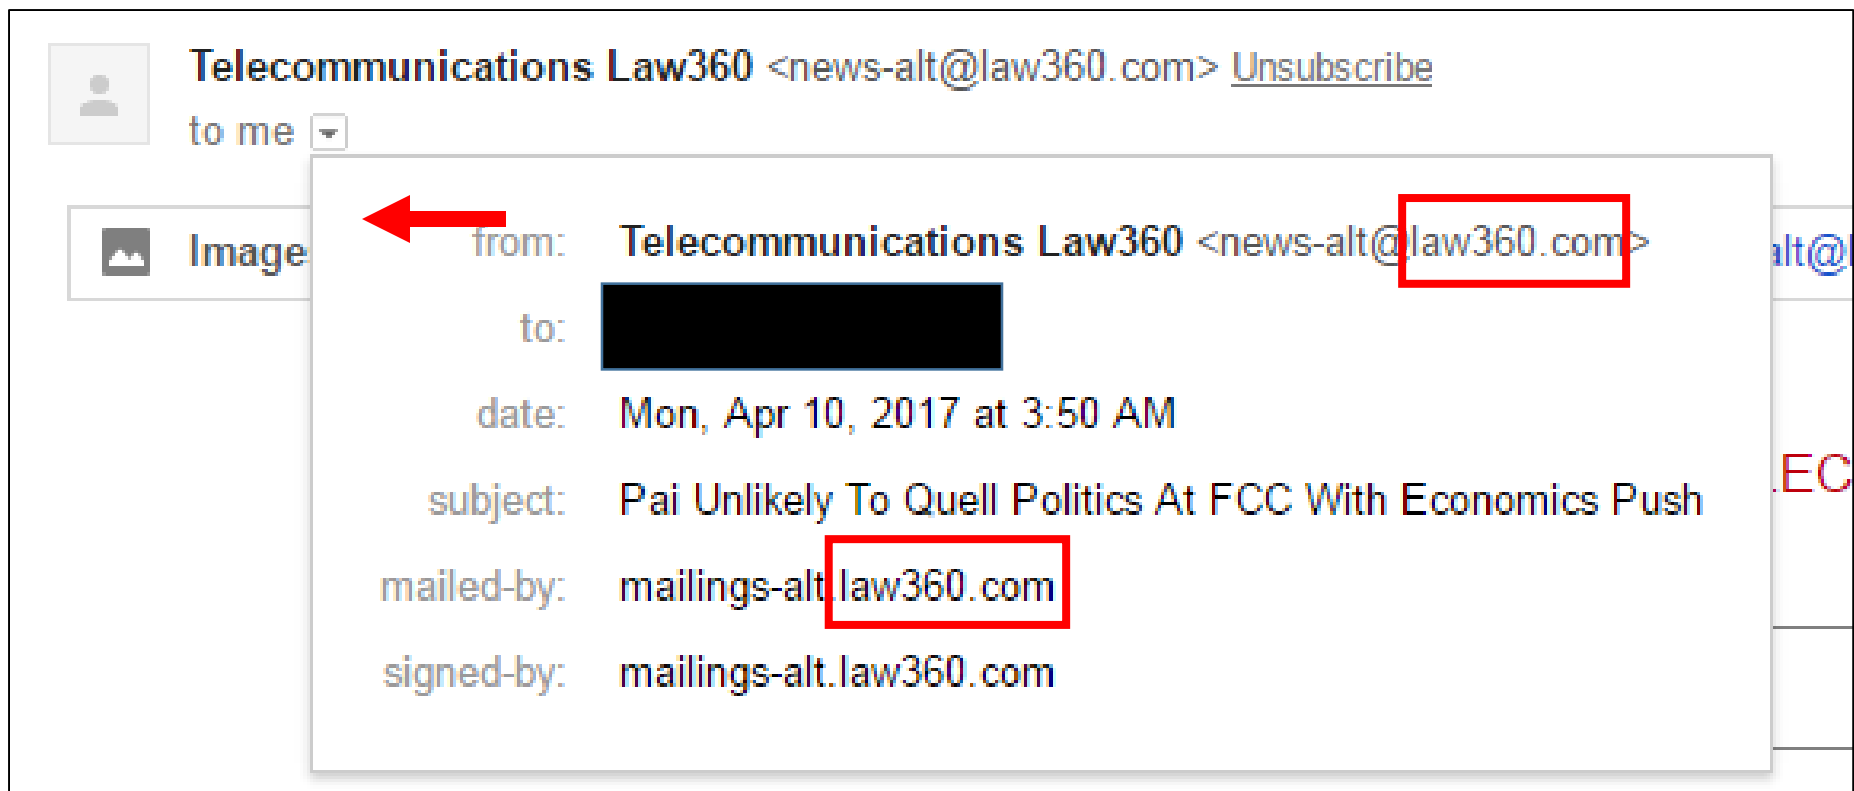 Telecommunications Law360 <news-alt@law360.com> Unsubscribe
to me
Image
from: Telecommunications Law360 <news-alt@law360.com>
alt@
to:
date: Mon, Apr 10, 2017 at 3:50 AM
subject: Pai Unlikely To Quell Politics At FCC With Economics Push
EC
mailed-by: mailings-alt.law360.com
signed-by: mailings-alt.law360.com